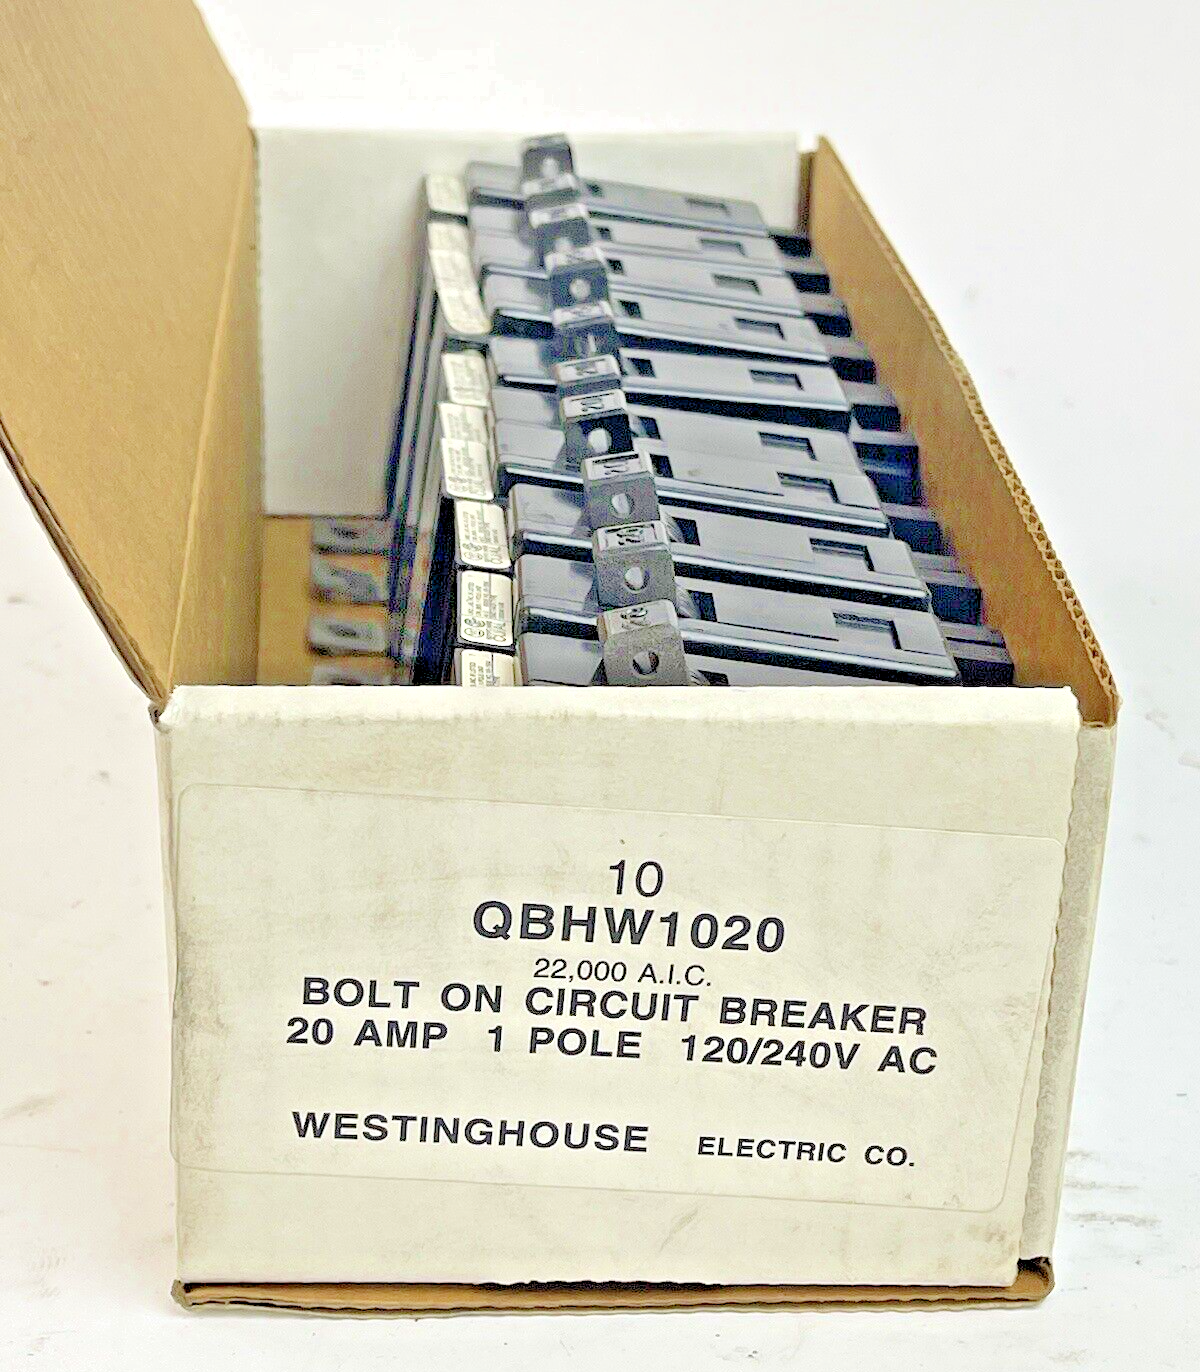 10
QBHW1020
22,000 A.I.C.
BOLT ON CIRCUIT BREAKER
20 AMP 1 POLE 120/240V AC
WESTINGHOUSE ELECTRIC CO.